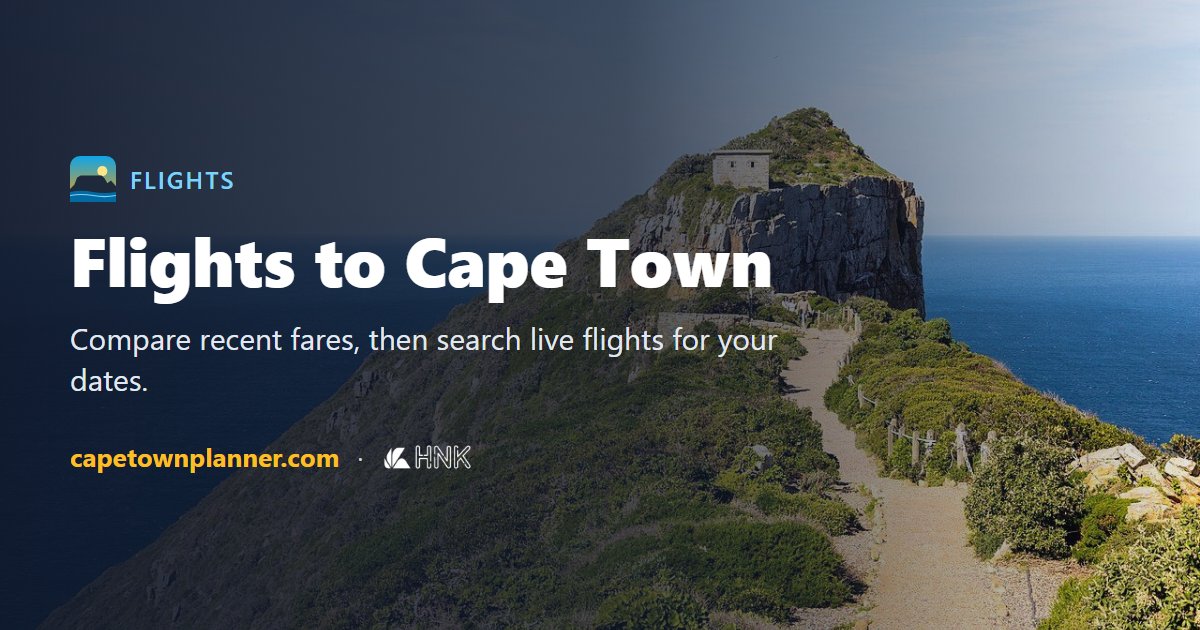 FLIGHTS
Flights to Cape Town
Compare recent fares, then search live flights for your
dates.
capetownplanner.com · HNK